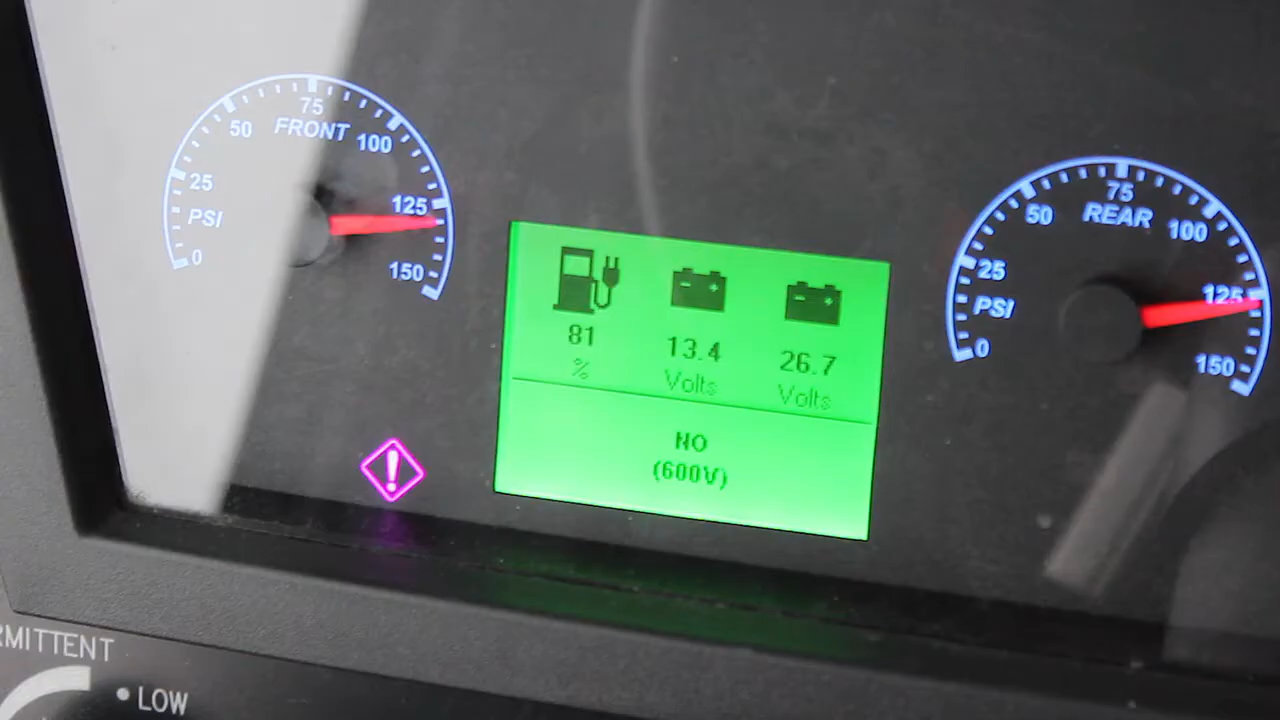 75
50 FRONT 100
25 125
PSI
0 150
75
50 REAR 100
25 125
PSI
0 150
81 13.4 26.7
% Volts Volts
NO
(600V)
!
RMITTENT
LOW